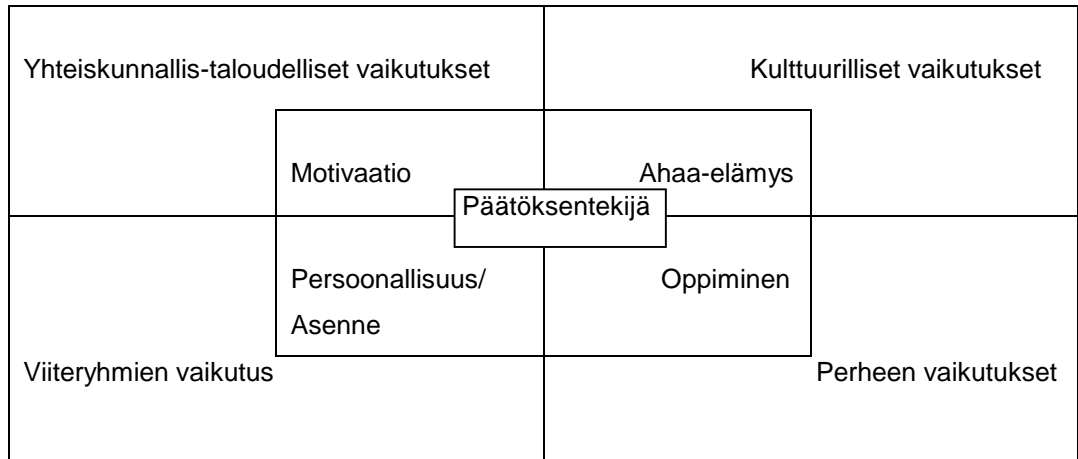 Yhteiskunnallis-taloudelliset vaikutukset
Kulttuurilliset vaikutukset
Motivaatio
Ahaa-elämys
Päätöksentekijä
Persoonallisuus/
Asenne
Oppiminen
Viiteryhmien vaikutus
Perheen vaikutukset